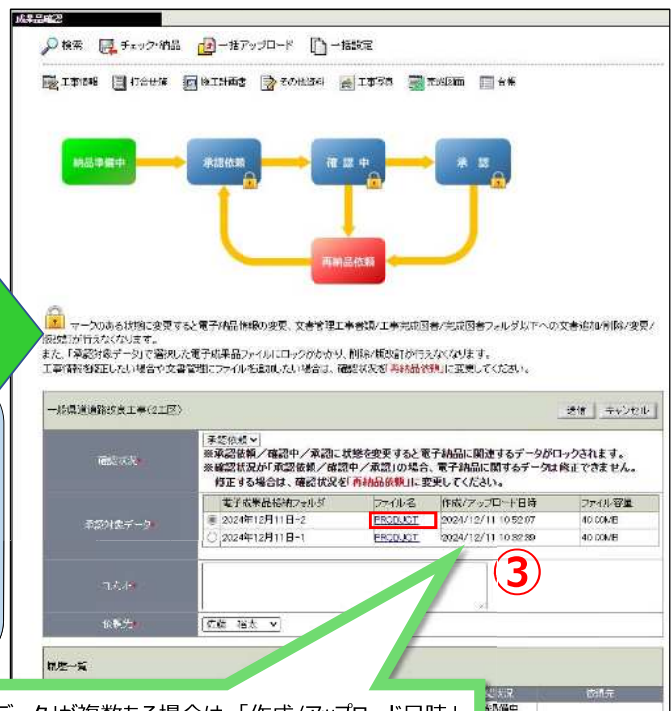 成果品確認
検索 チェック・納品 一括アップロード 一括設定
工事情報 打合せ簿 施工計画書 その他資料 工事写真 完成図面 台帳
納品準備中 承認依頼 確認中 承認
再納品依頼
マークのある状態に変更すると電子納品情報の変更、文書管理工事書類/工事完成図書/完成図書フォルダ以下への文書追加/削除/変更/
版改訂が行えなくなります。
また、「承認対象データ」で選択した電子成果品ファイルにロックがかかり、削除/版改訂が行えなくなります。
工事情報を修正したい場合や文書管理にファイルを追加したい場合は、確認状況を「再納品依頼」に変更してください。
一般県道道路改良工事(2工区) 送信 キャンセル
確認状況* 承認依頼
※承認依頼/確認中/承認に状態を変更すると電子納品に関連するデータがロックされます。
※確認状況が「承認依頼/確認中/承認」の場合、電子納品に関するデータは修正できません。
修正する場合は、確認状況を「再納品依頼」に変更してください。
承認対象データ*
電子成果品格納フォルダ ファイル名 作成/アップロード日時 ファイル容量
2024年12月11日-2 PRODUCT 2024/12/11 10:52:07 40.00MB
2024年12月11日-1 PRODUCT 2024/12/11 10:32:39 40.00MB
③
コメント*
依頼先* 佐藤 裕太
履歴一覧
依頼先
データ」が複数ある場合は、「作成/アップロード日時」